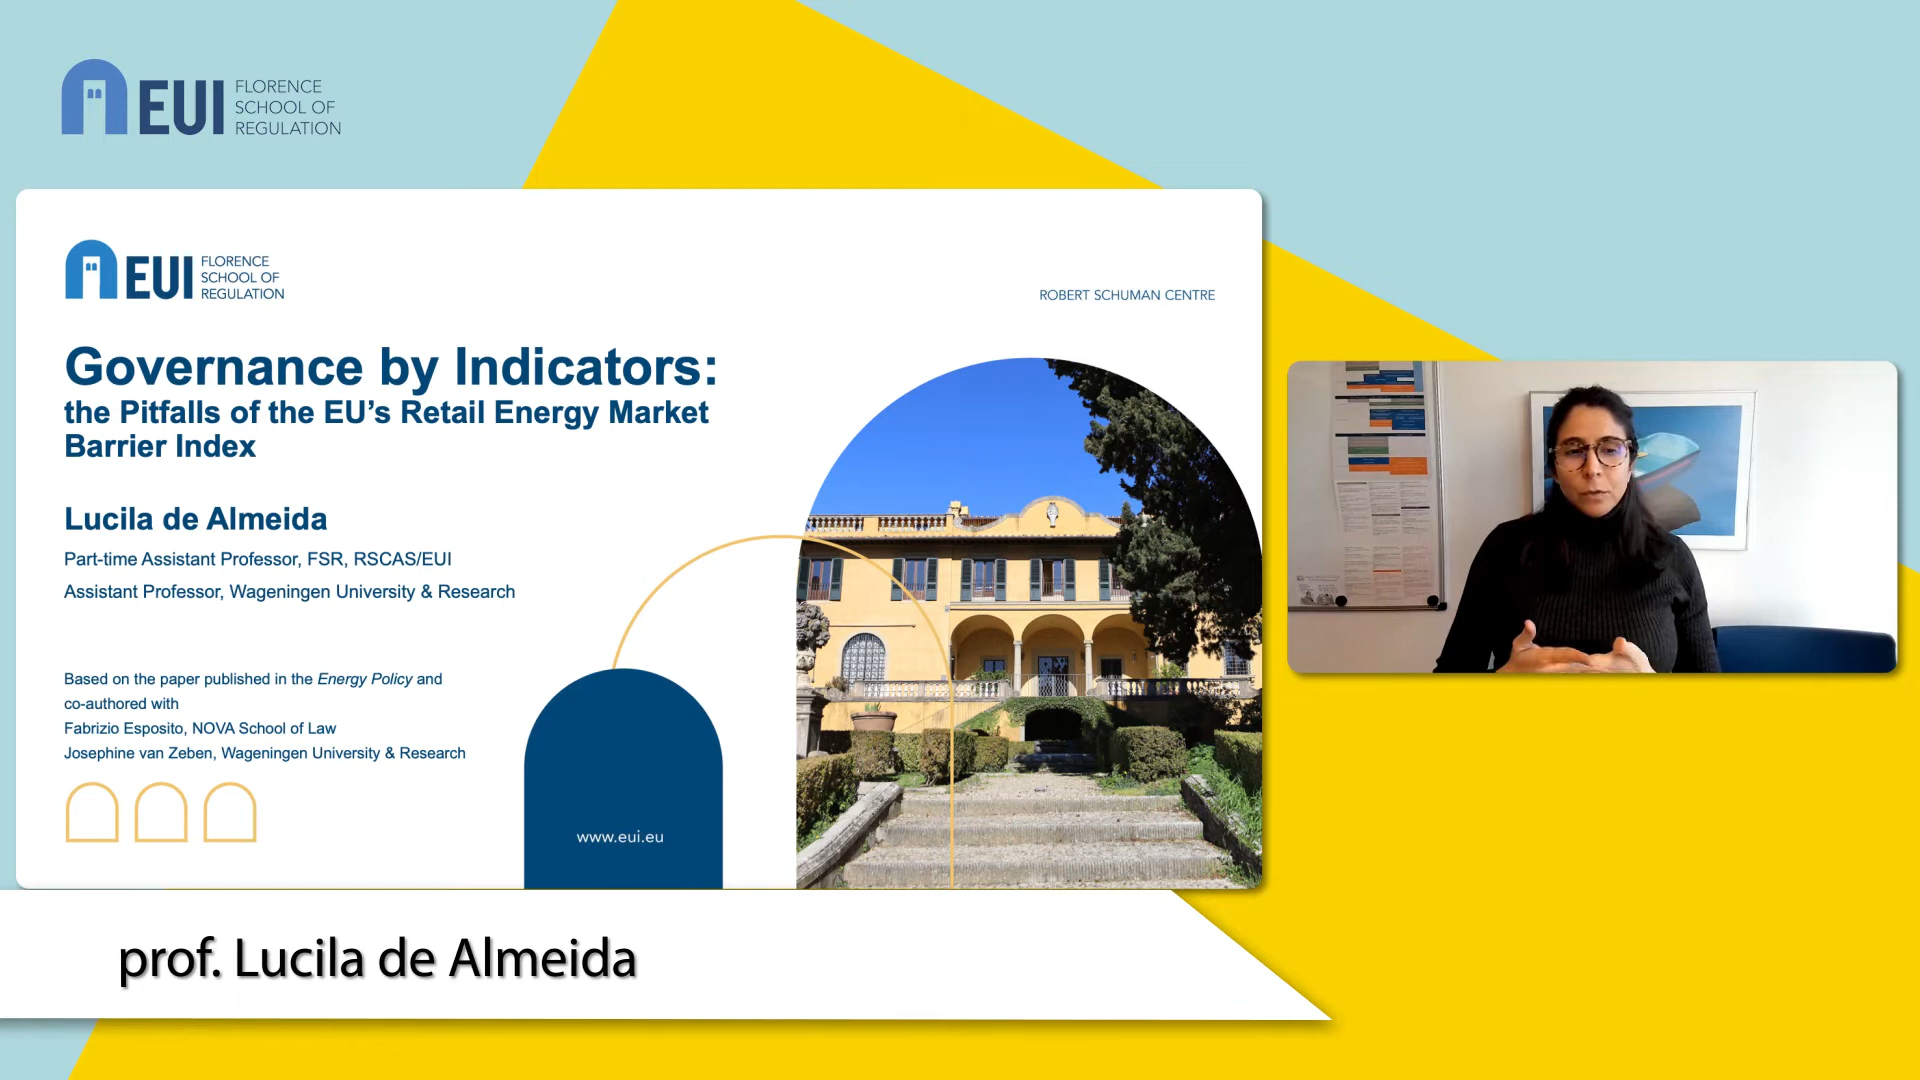 EUI
FLORENCE
SCHOOL OF
REGULATION
EUI
FLORENCE
SCHOOL OF
REGULATION
ROBERT SCHUMAN CENTRE
Governance by Indicators:
the Pitfalls of the EU’s Retail Energy Market
Barrier Index
Lucila de Almeida
Part-time Assistant Professor, FSR, RSCAS/EUI
Assistant Professor, Wageningen University & Research
Based on the paper published in the Energy Policy and
co-authored with
Fabrizio Esposito, NOVA School of Law
Josephine van Zeben, Wageningen University & Research
www.eui.eu
prof. Lucila de Almeida